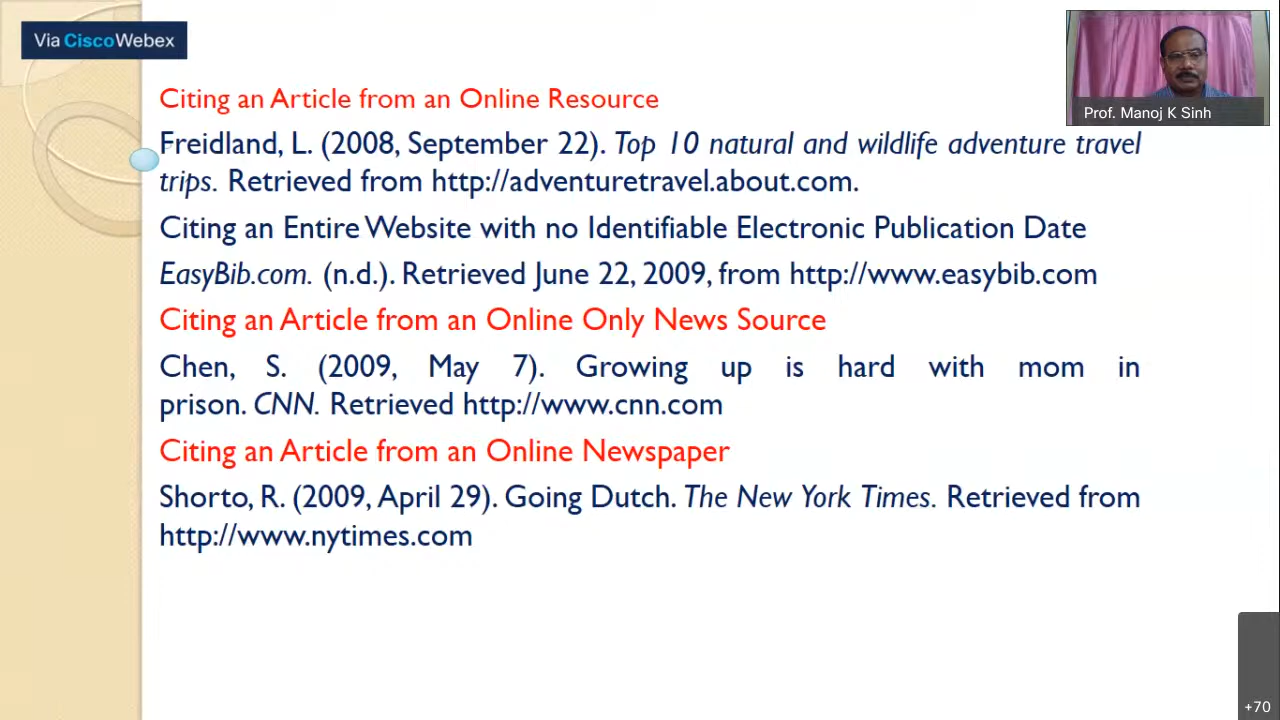 Via CiscoWebex
Prof. Manoj K Sinh
Citing an Article from an Online Resource
Freidland, L. (2008, September 22). Top 10 natural and wildlife adventure travel
trips. Retrieved from http://adventuretravel.about.com.
Citing an Entire Website with no Identifiable Electronic Publication Date
EasyBib.com. (n.d.). Retrieved June 22, 2009, from http://www.easybib.com
Citing an Article from an Online Only News Source
Chen, S. (2009, May 7). Growing up is hard with mom in
prison. CNN. Retrieved http://www.cnn.com
Citing an Article from an Online Newspaper
Shorto, R. (2009, April 29). Going Dutch. The New York Times. Retrieved from
http://www.nytimes.com
+70